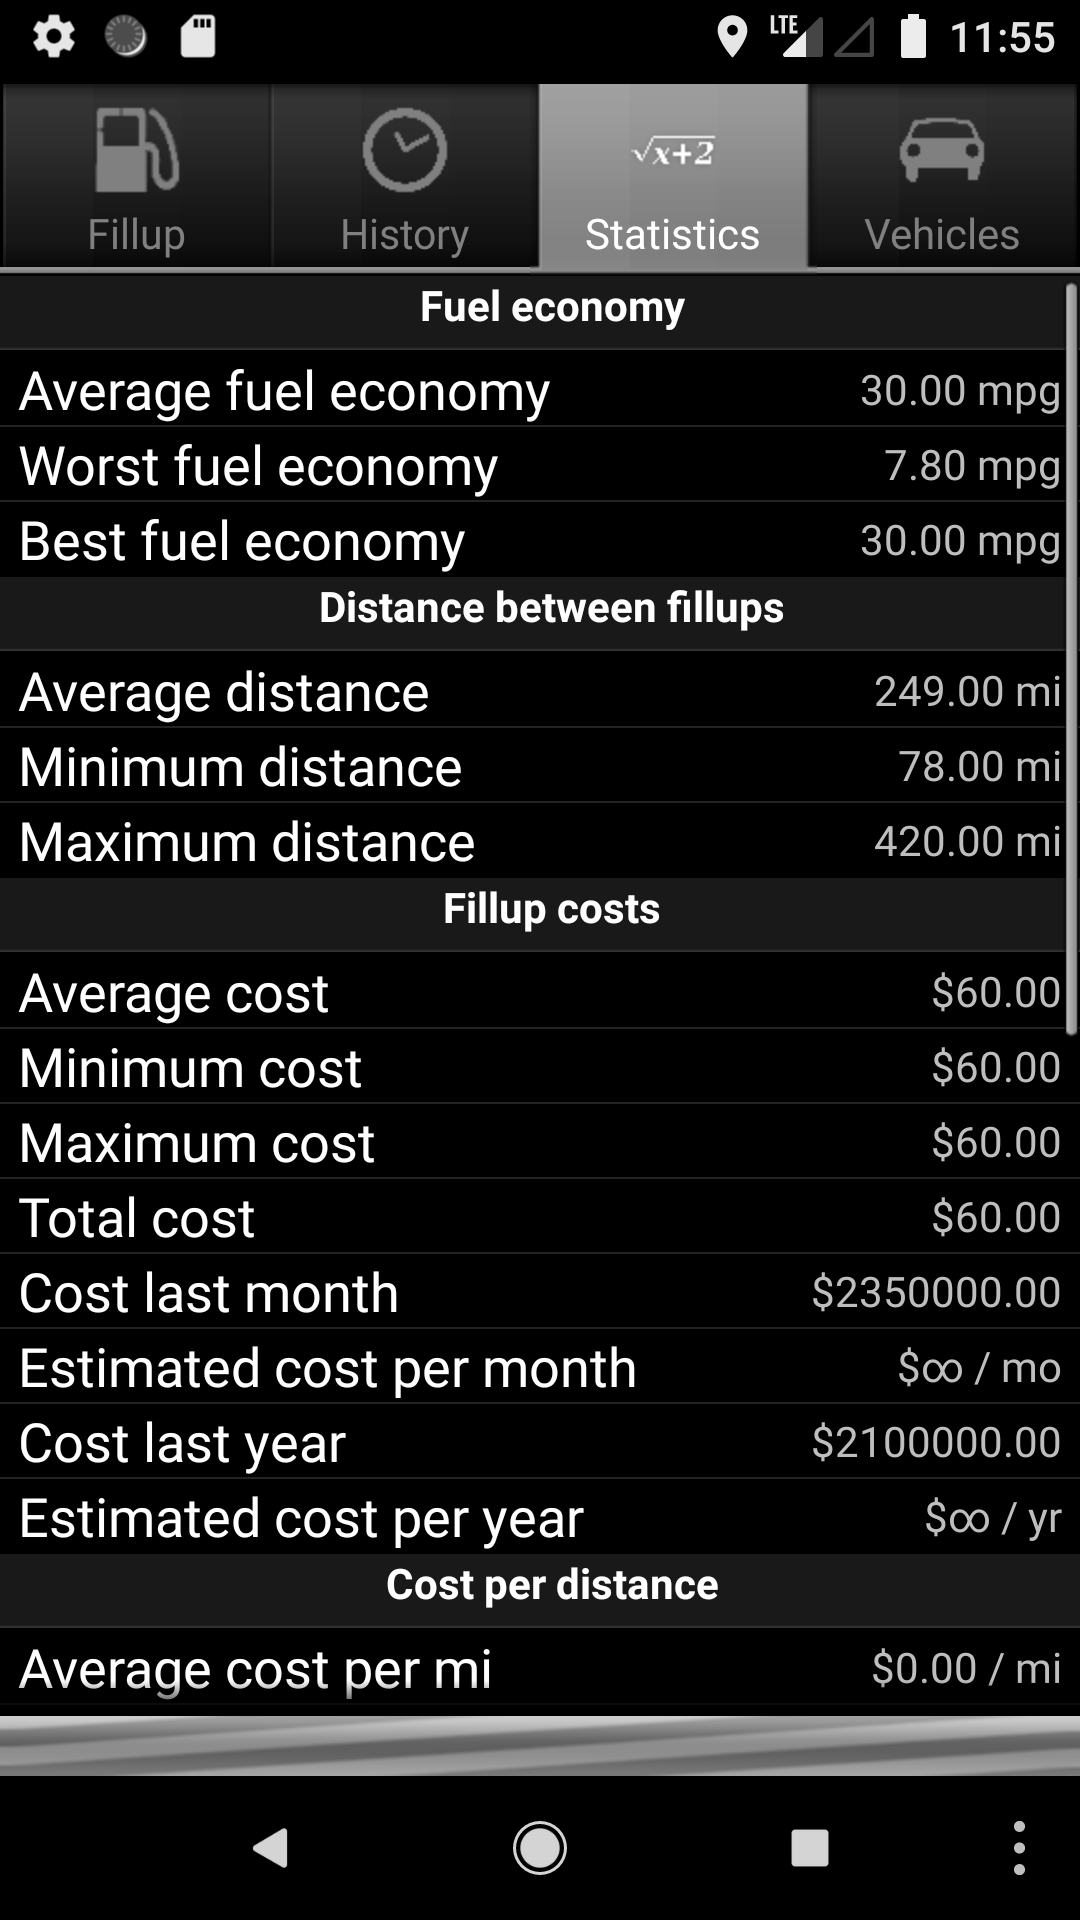 LTE 11:55
√x+2
Fillup History Statistics Vehicles
Fuel economy
Average fuel economy 30.00 mpg
Worst fuel economy 7.80 mpg
Best fuel economy 30.00 mpg
Distance between fillups
Average distance 249.00 mi
Minimum distance 78.00 mi
Maximum distance 420.00 mi
Fillup costs
Average cost $60.00
Minimum cost $60.00
Maximum cost $60.00
Total cost $60.00
Cost last month $2350000.00
Estimated cost per month $∞ / mo
Cost last year $2100000.00
Estimated cost per year $∞ / yr
Cost per distance
Average cost per mi $0.00 / mi